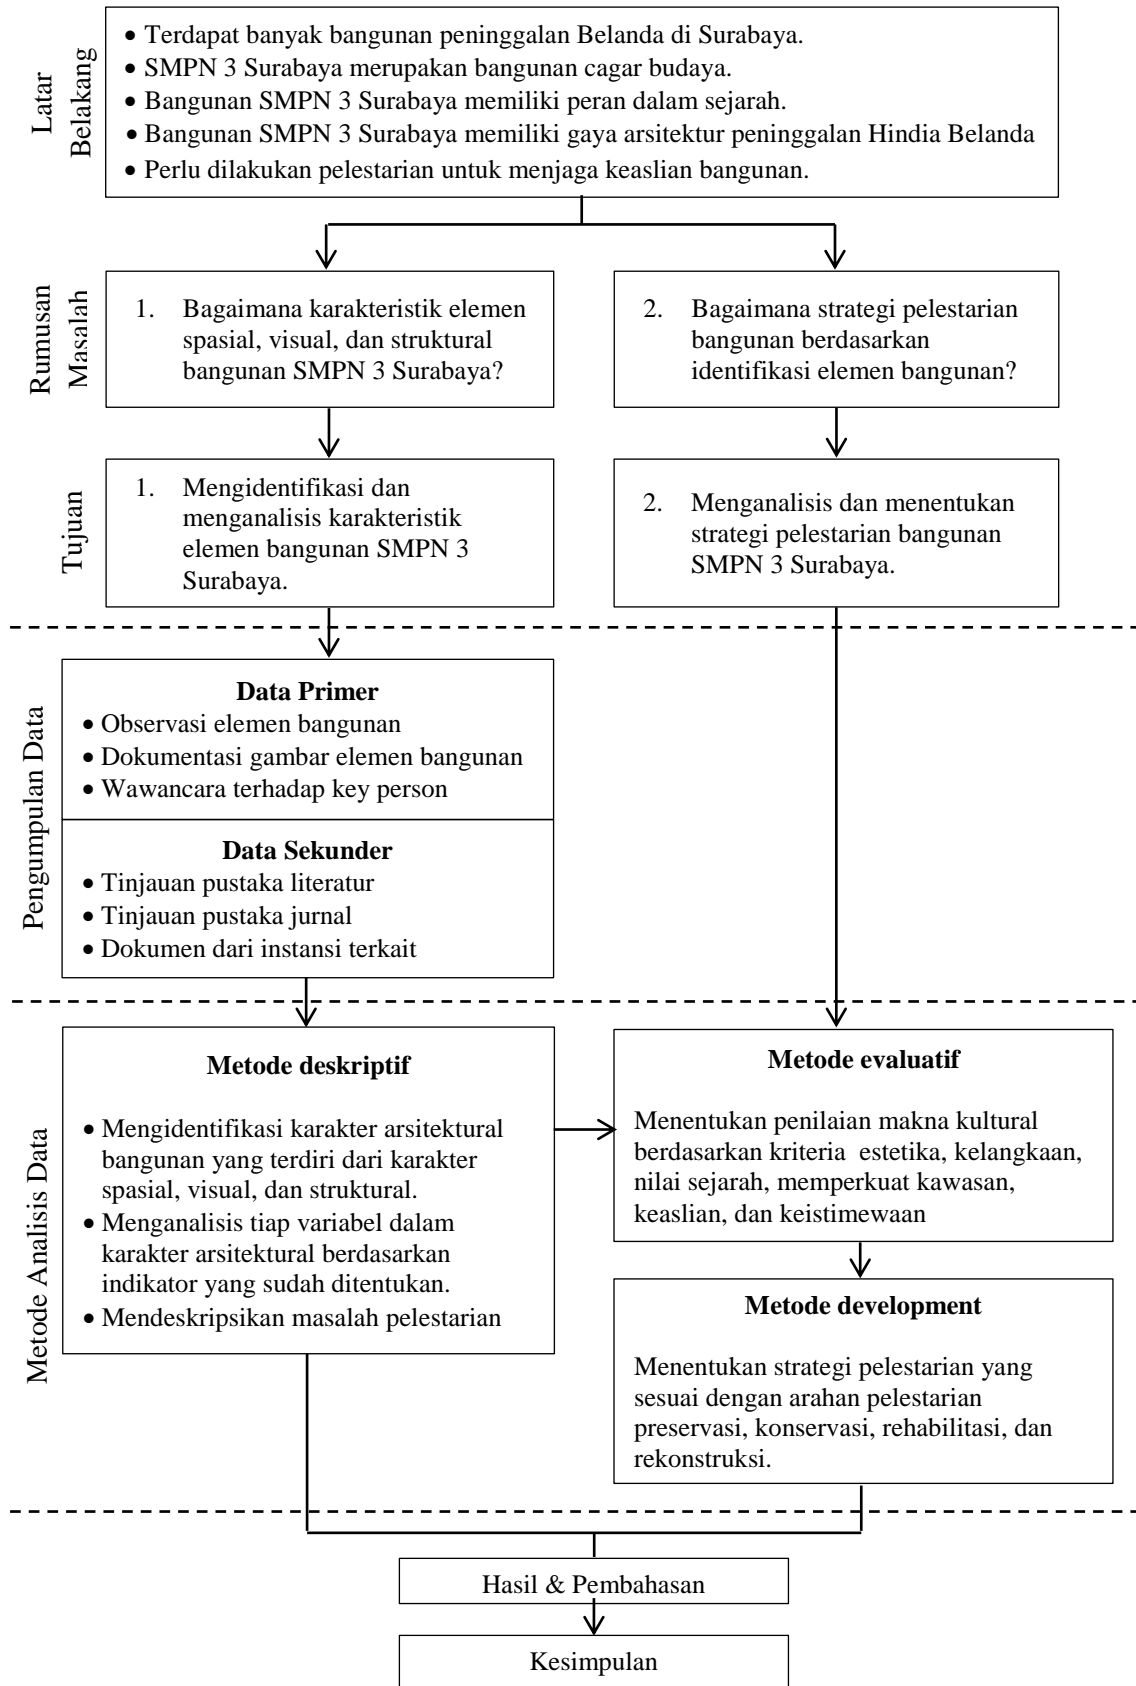 Latar
Belakang
• Terdapat banyak bangunan peninggalan Belanda di Surabaya.
• SMPN 3 Surabaya merupakan bangunan cagar budaya.
• Bangunan SMPN 3 Surabaya memiliki peran dalam sejarah.
• Bangunan SMPN 3 Surabaya memiliki gaya arsitektur peninggalan Hindia Belanda
• Perlu dilakukan pelestarian untuk menjaga keaslian bangunan.
Rumusan
Masalah
1. Bagaimana karakteristik elemen
spasial, visual, dan struktural
bangunan SMPN 3 Surabaya?
2. Bagaimana strategi pelestarian
bangunan berdasarkan
identifikasi elemen bangunan?
Tujuan
1. Mengidentifikasi dan
menganalisis karakteristik
elemen bangunan SMPN 3
Surabaya.
2. Menganalisis dan menentukan
strategi pelestarian bangunan
SMPN 3 Surabaya.
Pengumpulan Data
Data Primer
• Observasi elemen bangunan
• Dokumentasi gambar elemen bangunan
• Wawancara terhadap key person
Data Sekunder
• Tinjauan pustaka literatur
• Tinjauan pustaka jurnal
• Dokumen dari instansi terkait
Metode Analisis Data
Metode deskriptif
• Mengidentifikasi karakter arsitektural
bangunan yang terdiri dari karakter
spasial, visual, dan struktural.
• Menganalisis tiap variabel dalam
karakter arsitektural berdasarkan
indikator yang sudah ditentukan.
• Mendeskripsikan masalah pelestarian
Metode evaluatif
Menentukan penilaian makna kultural
berdasarkan kriteria estetika, kelangkaan,
nilai sejarah, memperkuat kawasan,
keaslian, dan keistimewaan
Metode development
Menentukan strategi pelestarian yang
sesuai dengan arahan pelestarian
preservasi, konservasi, rehabilitasi, dan
rekonstruksi.
Hasil & Pembahasan
Kesimpulan